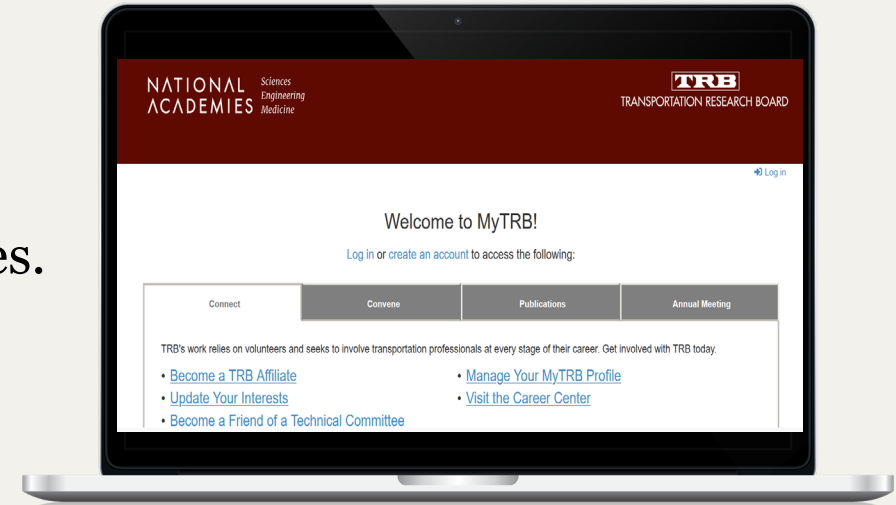 NATIONAL
ACADEMIES
Sciences
Engineering
Medicine
TRB
TRANSPORTATION RESEARCH BOARD
Log in
es.
Welcome to MyTRB!
Log in or create an account to access the following:
Connect
Convene
Publications
Annual Meeting
TRB's work relies on volunteers and seeks to involve transportation professionals at every stage of their career. Get involved with TRB today.
• Become a TRB Affiliate
• Update Your Interests
• Become a Friend of a Technical Committee
• Manage Your MyTRB Profile
• Visit the Career Center